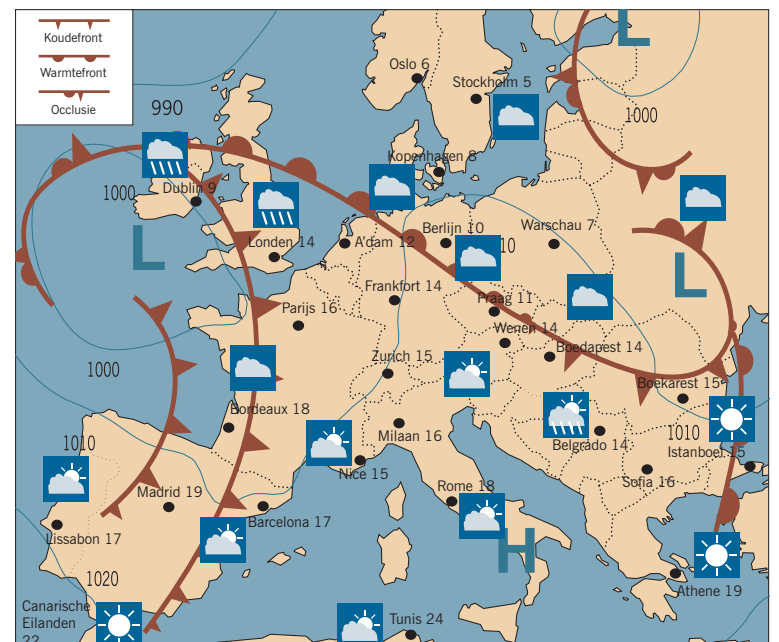 Koudefront
Warmtefront
Occlusie
L
Oslo 6
Stockholm 5
990
1000
Kopenhagen 8
Dublin 9
1000
L
Londen 14
A'dam 12
Berlijn 10
Warschau 7
10
L
Frankfort 14
Praag 11
Parijs 16
Wenen 14
Boedapest 14
Zurich 15
1000
Boekarest 15
Bordeaux 18
Milaan 16
Belgrado 14
1010
1010
Istanboel 15
Nice 15
Sofia 16
Madrid 19
Rome 18
Barcelona 17
Lissabon 17
H
1020
Athene 19
Canarische
Eilanden
22
Tunis 24